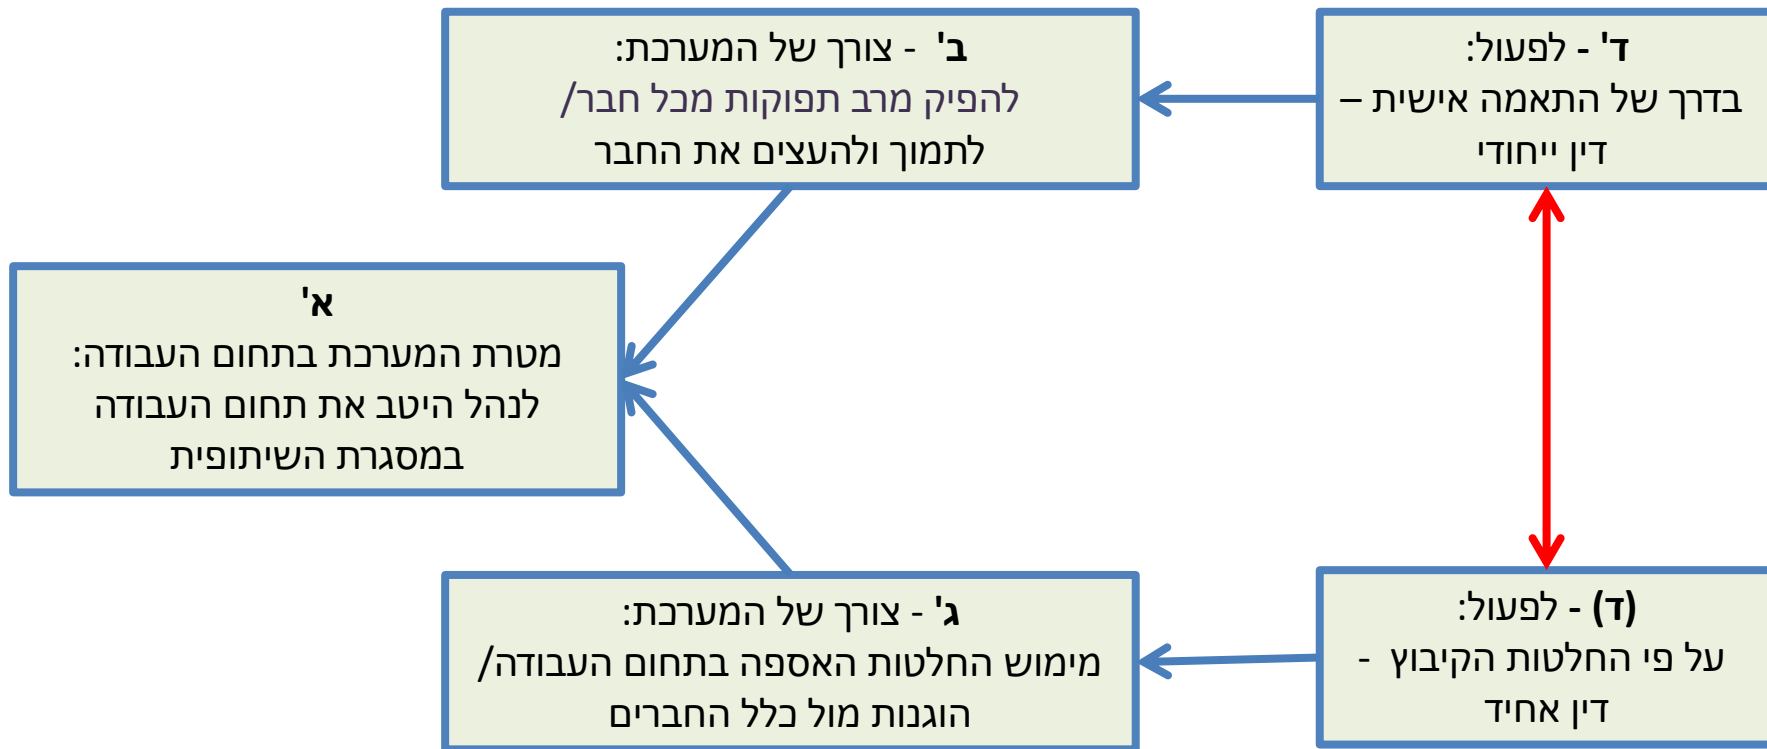 ד' - לפעול:
בדרך של התאמה אישית –
דין ייחודי
ב' - צורך של המערכת:
להפיק מרב תפוקות מכל חבר/
לתמוך ולהעצים את החבר
א'
מטרת המערכת בתחום העבודה:
לנהל היטב את תחום העבודה
במסגרת השיתופית
(ד) - לפעול:
על פי החלטות הקיבוץ -
דין אחיד
ג' - צורך של המערכת:
מימוש החלטות האספה בתחום העבודה/
הוגנות מול כלל החברים